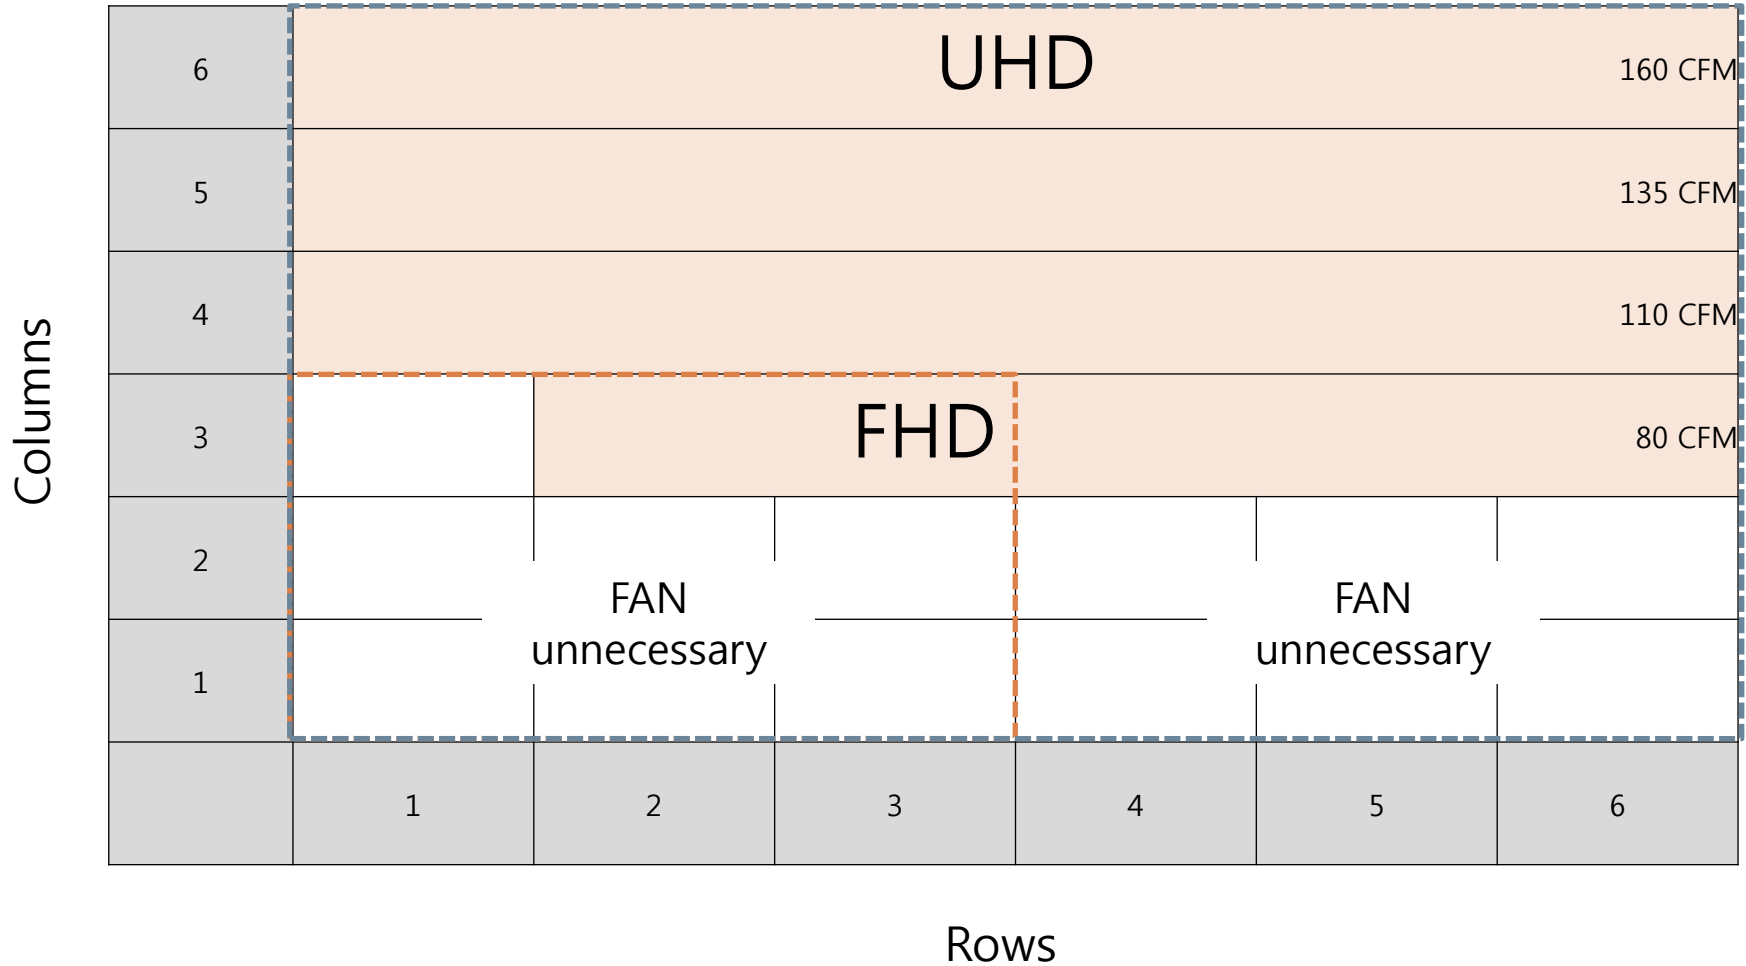 6
UHD
160 CFM
5
135 CFM
4
110 CFM
Columns
3
FHD
80 CFM
2
FAN
unnecessary
FAN
unnecessary
1
1 2 3 4 5 6
Rows